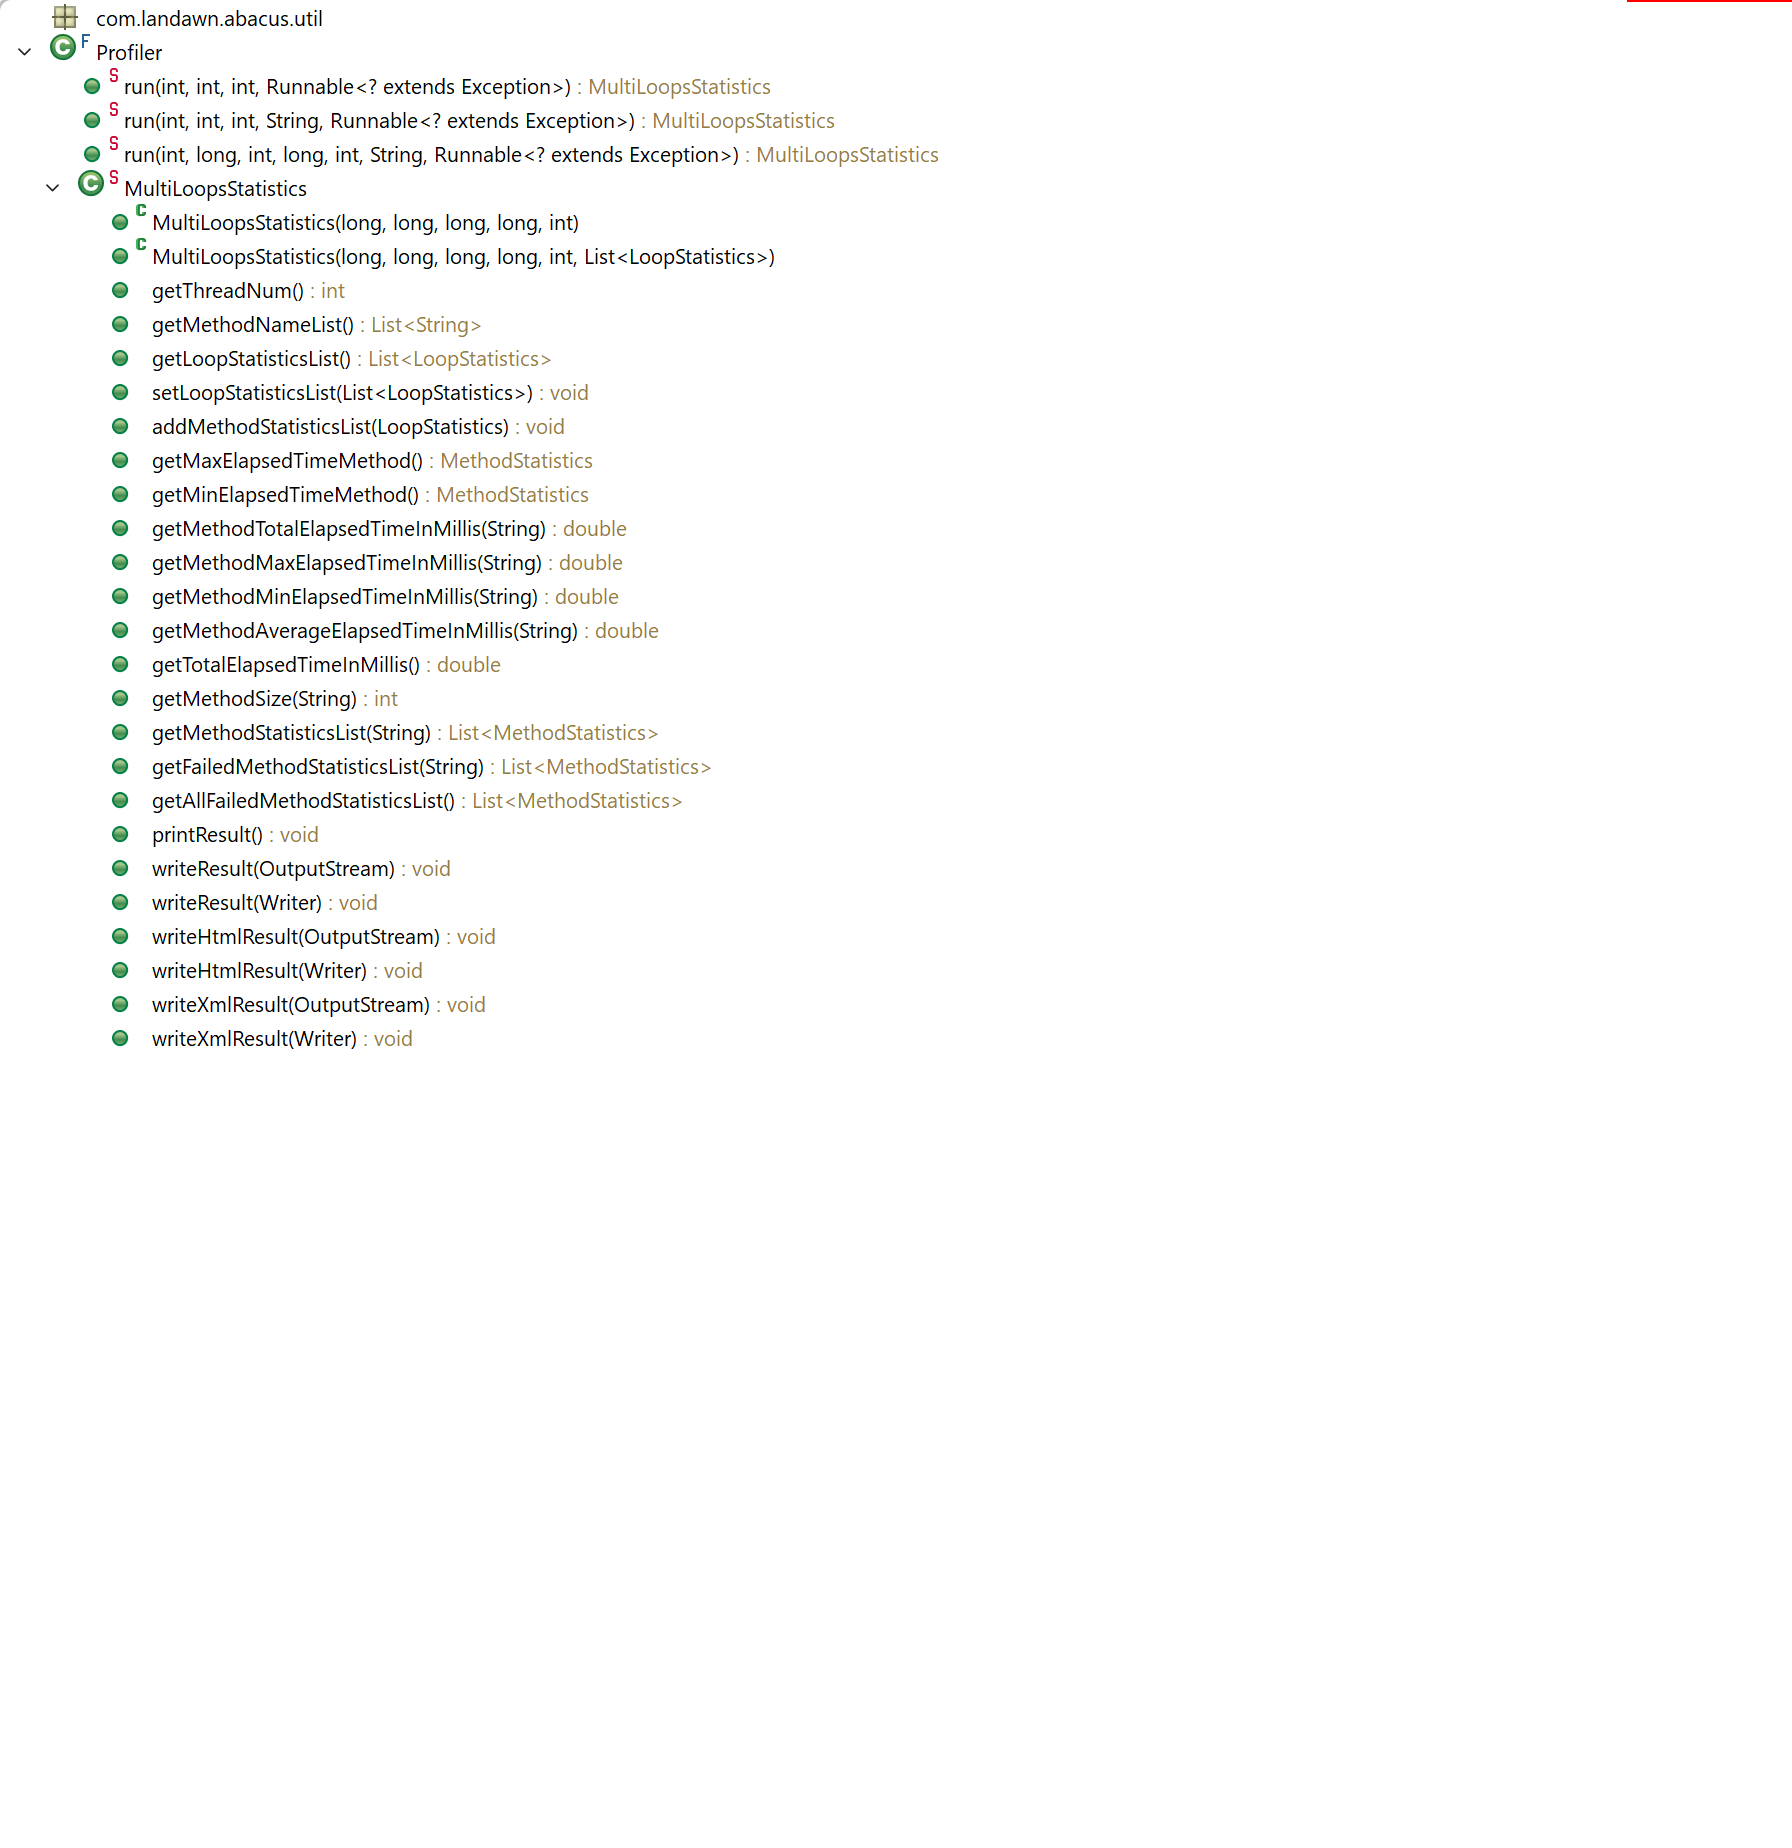 com.landawn.abacus.util
F Profiler
S run(int, int, int, Runnable<? extends Exception>) : MultiLoopsStatistics
S run(int, int, int, String, Runnable<? extends Exception>) : MultiLoopsStatistics
S run(int, long, int, long, int, String, Runnable<? extends Exception>) : MultiLoopsStatistics
C S MultiLoopsStatistics
C MultiLoopsStatistics(long, long, long, long, int)
C MultiLoopsStatistics(long, long, long, long, int, List<LoopStatistics>)
getThreadNum() : int
getMethodNameList() : List<String>
getLoopStatisticsList() : List<LoopStatistics>
setLoopStatisticsList(List<LoopStatistics>) : void
addMethodStatisticsList(LoopStatistics) : void
getMaxElapsedTimeMethod() : MethodStatistics
getMinElapsedTimeMethod() : MethodStatistics
getMethodTotalElapsedTimeInMillis(String) : double
getMethodMaxElapsedTimeInMillis(String) : double
getMethodMinElapsedTimeInMillis(String) : double
getMethodAverageElapsedTimeInMillis(String) : double
getTotalElapsedTimeInMillis() : double
getMethodSize(String) : int
getMethodStatisticsList(String) : List<MethodStatistics>
getFailedMethodStatisticsList(String) : List<MethodStatistics>
getAllFailedMethodStatisticsList() : List<MethodStatistics>
printResult() : void
writeResult(OutputStream) : void
writeResult(Writer) : void
writeHtmlResult(OutputStream) : void
writeHtmlResult(Writer) : void
writeXmlResult(OutputStream) : void
writeXmlResult(Writer) : void